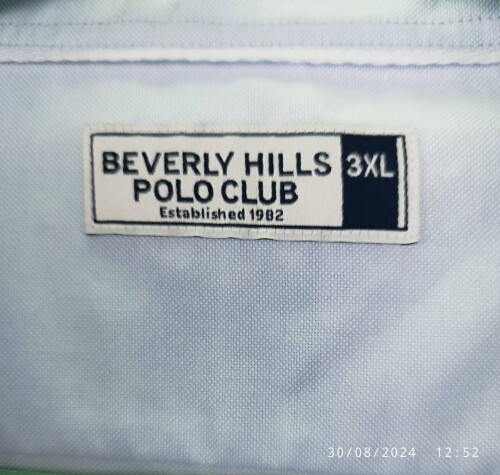 BEVERLY HILLS
POLO CLUB
Established 1982
3XL
30/08/2024 12:52